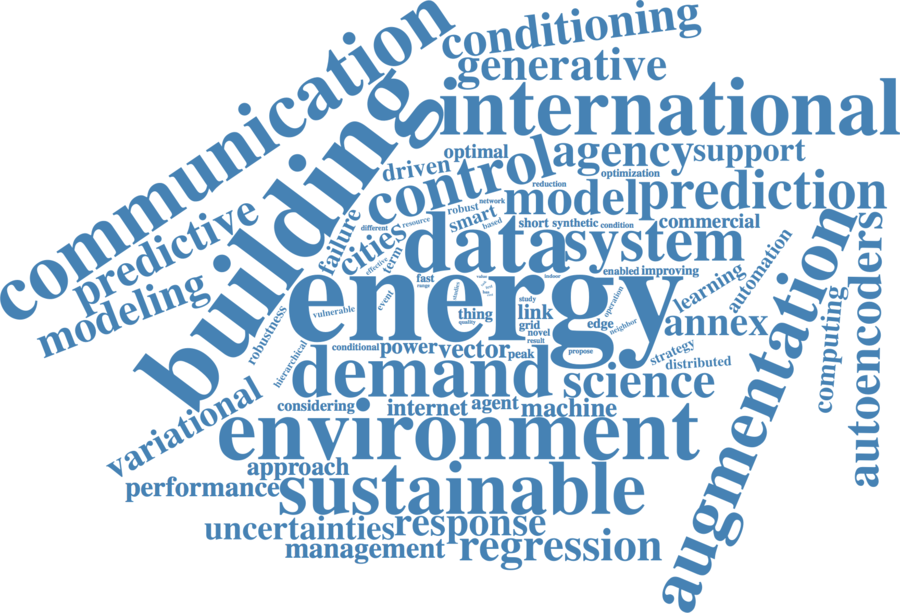 communication
conditioning
generative
international
building
optimal
driven
control
agency
support
optimization
reduction
model
prediction
predictive
failure
different
resource
robust
network
smart
based
short
synthetic
condition
commercial
cities
effective
term
data
system
modeling
fast
range
energy
value
indoor
enabled
improving
learning
automation
augmentation
autoencoders
robustness
vulnerable
event
studies
thing
quality
study
link
grid
novel
result
operation
edge
neighbor
annex
computing
hierarchical
conditional
power
vector
peak
propose
strategy
distributed
demand
science
variational
considering
internet
agent
machine
environment
approach
performance
sustainable
uncertainties
response
management
regression